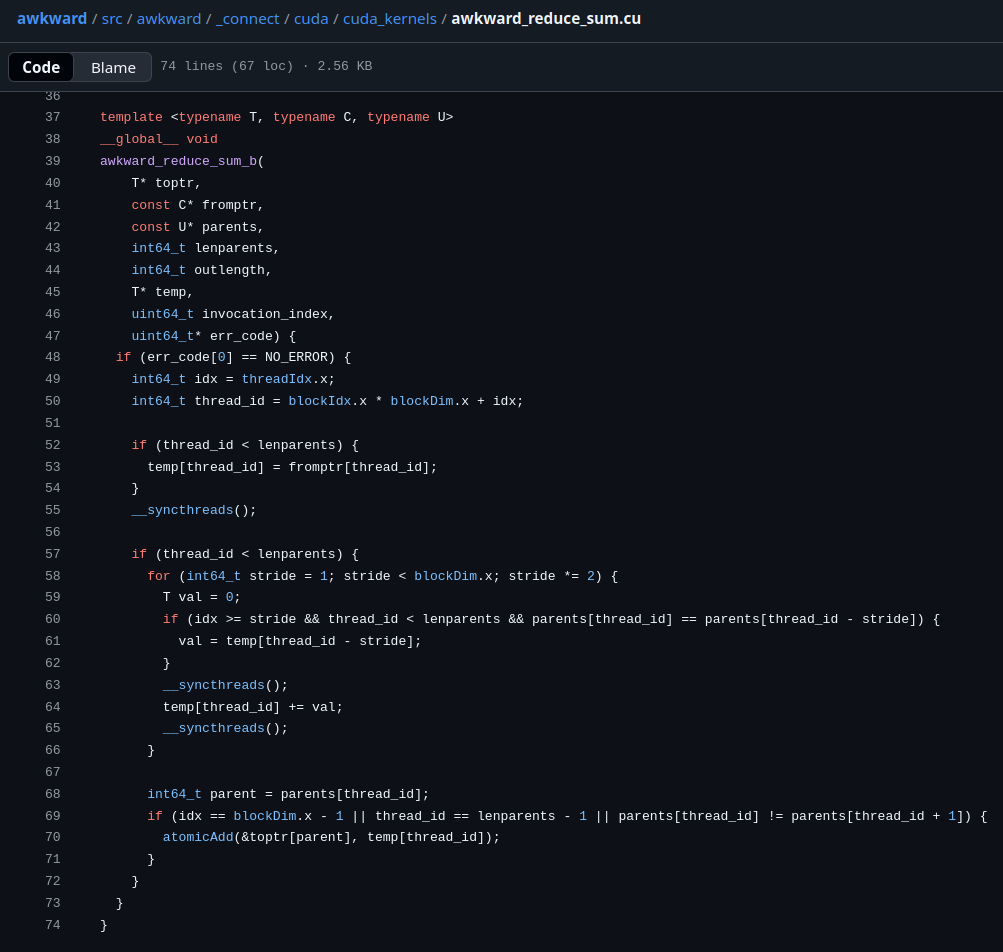 awkward / src / awkward / _connect / cuda / cuda_kernels / awkward_reduce_sum.cu
Code Blame 74 lines (67 loc) · 2.56 KB
36
37 template <typename T, typename C, typename U>
38 __global__ void
39 awkward_reduce_sum_b(
40 T* toptr,
41 const C* fromptr,
42 const U* parents,
43 int64_t lenparents,
44 int64_t outlength,
45 T* temp,
46 uint64_t invocation_index,
47 uint64_t* err_code) {
48 if (err_code[0] == NO_ERROR) {
49 int64_t idx = threadIdx.x;
50 int64_t thread_id = blockIdx.x * blockDim.x + idx;
51
52 if (thread_id < lenparents) {
53 temp[thread_id] = fromptr[thread_id];
54 }
55 __syncthreads();
56
57 if (thread_id < lenparents) {
58 for (int64_t stride = 1; stride < blockDim.x; stride *= 2) {
59 T val = 0;
60 if (idx >= stride && thread_id < lenparents && parents[thread_id] == parents[thread_id - stride]) {
61 val = temp[thread_id - stride];
62 }
63 __syncthreads();
64 temp[thread_id] += val;
65 __syncthreads();
66 }
67
68 int64_t parent = parents[thread_id];
69 if (idx == blockDim.x - 1 || thread_id == lenparents - 1 || parents[thread_id] != parents[thread_id + 1]) {
70 atomicAdd(&toptr[parent], temp[thread_id]);
71 }
72 }
73 }
74 }